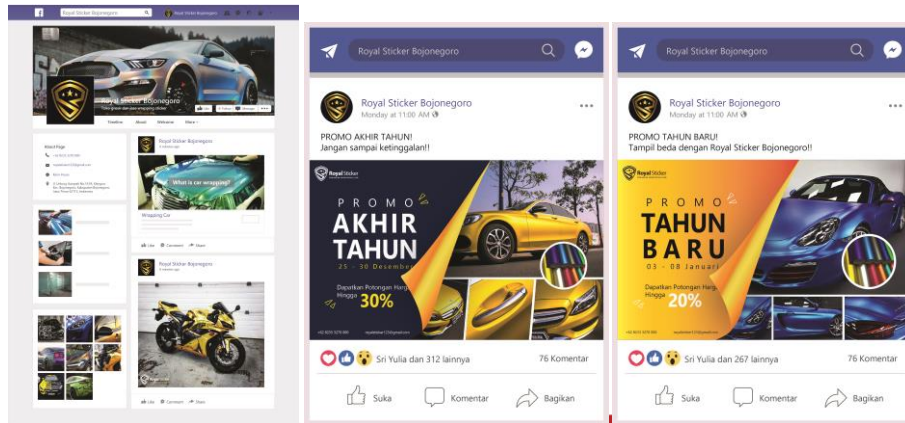 Royal Sticker Bojonegoro
Royal Sticker Bojonegoro
Timeline About Welcome More
About Page
Royal Sticker Bojonegoro
What is car wrapping?
Wrapping Car
Like Comment Share
Royal Sticker Bojonegoro
Like Comment Share
Royal Sticker Bojonegoro
Royal Sticker Bojonegoro
Monday at 11:00 AM
PROMO AKHIR TAHUN!
Jangan sampai ketinggalan!!
Royal Sticker
PROMO
AKHIR
TAHUN
25 - 30 Desember
Dapatkan Potongan Harga
Hingga 30%
Sri Yulia dan 312 lainnya 76 Komentar
Suka Komentar Bagikan
Royal Sticker Bojonegoro
Royal Sticker Bojonegoro
Monday at 11:00 AM
PROMO TAHUN BARU!
Tampil beda dengan Royal Sticker Bojonegoro!!
Royal Sticker
PROMO
TAHUN
BARU
03 - 08 Januari
Dapatkan Potongan Harga
Hingga 20%
Sri Yulia dan 267 lainnya 76 Komentar
Suka Komentar Bagikan